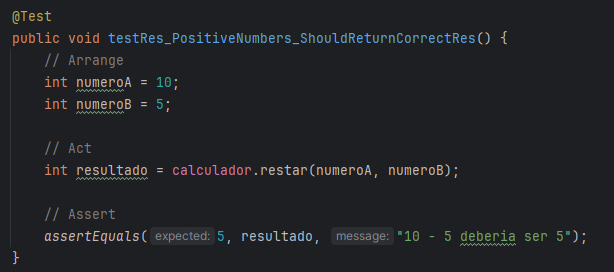 @Test
public void testRes_PositiveNumbers_ShouldReturnCorrectRes() {
// Arrange
int numeroA = 10;
int numeroB = 5;
// Act
int resultado = calculador.restar(numeroA, numeroB);
// Assert
assertEquals( expected: 5, resultado, message: "10 - 5 deberia ser 5");
}